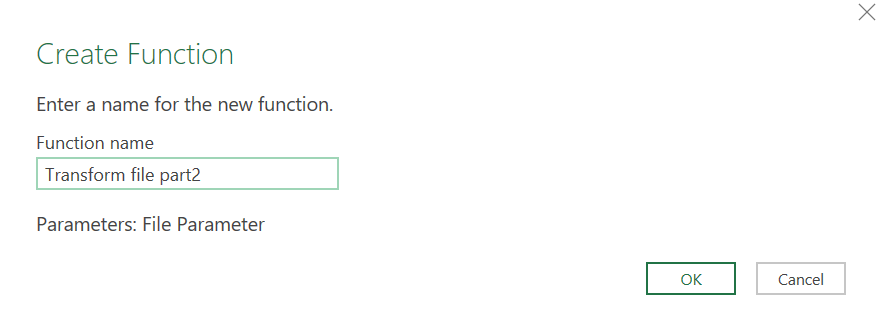 Create Function
Enter a name for the new function.
Function name
Transform file part2
Parameters: File Parameter
OK
Cancel